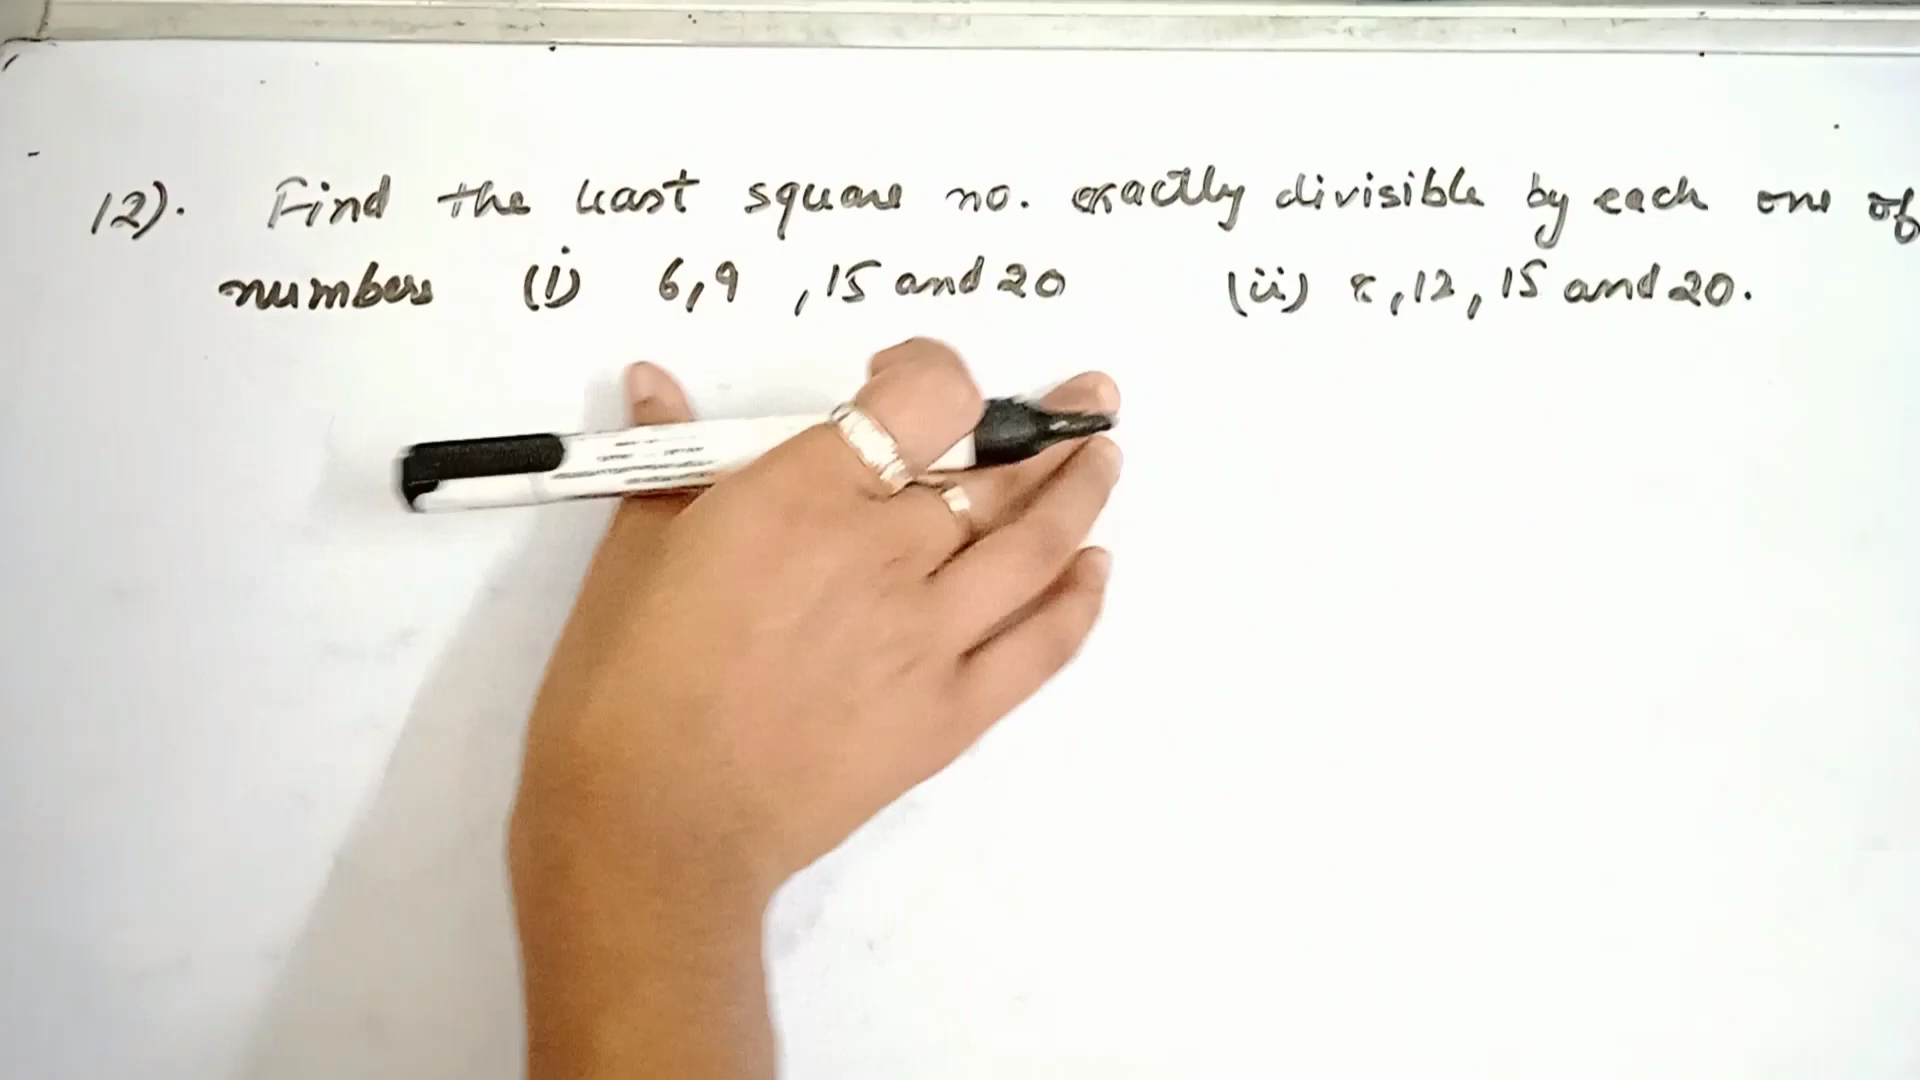 12). Find the least square no. exactly divisible by each one of
numbers (i) 6,9 ,15 and 20 (ii) 8,12, 15 and 20.